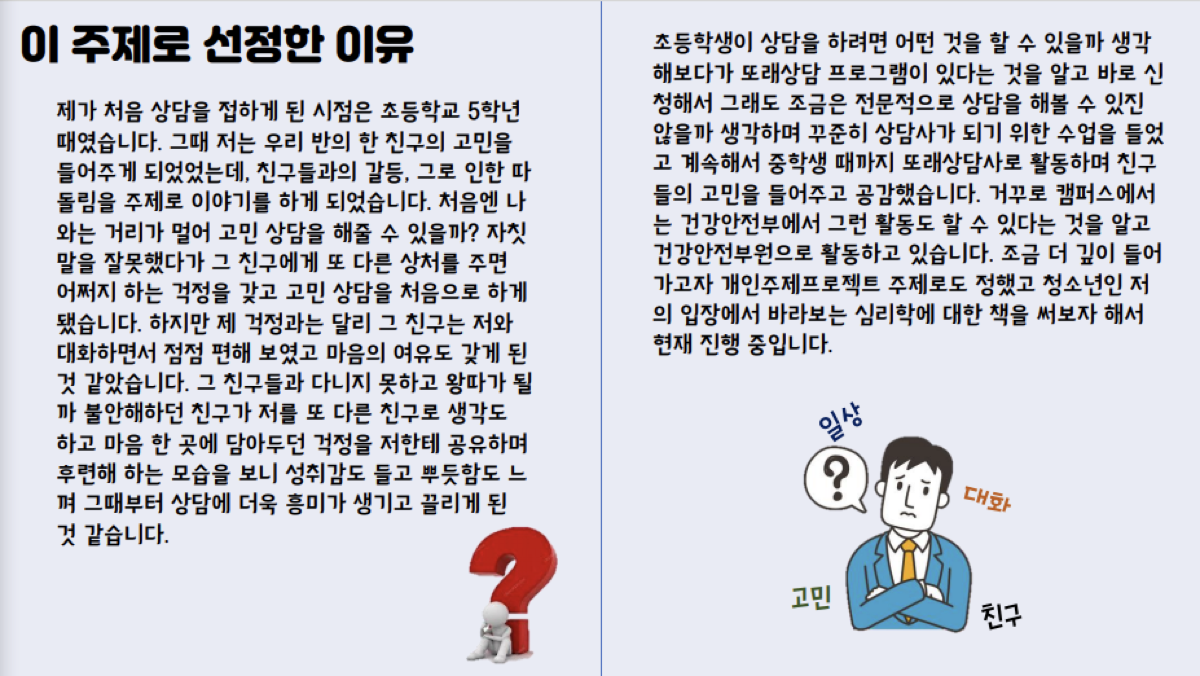 이 주제로 선정한 이유
제가 처음 상담을 접하게 된 시점은 초등학교 5학년
때였습니다. 그때 저는 우리 반의 한 친구의 고민을
들어주게 되었었는데, 친구들과의 갈등, 그로 인한 따
돌림을 주제로 이야기를 하게 되었습니다. 처음엔 나
와는 거리가 멀어 고민 상담을 해줄 수 있을까? 자칫
말을 잘못했다가 그 친구에게 또 다른 상처를 주면
어쩌지 하는 걱정을 갖고 고민 상담을 처음으로 하게
됐습니다. 하지만 제 걱정과는 달리 그 친구는 저와
대화하면서 점점 편해 보였고 마음의 여유도 갖게 된
것 같았습니다. 그 친구들과 다니지 못하고 왕따가 될
까 불안해하던 친구가 저를 또 다른 친구로 생각도
하고 마음 한 곳에 담아두던 걱정을 저한테 공유하며
후련해 하는 모습을 보니 성취감도 들고 뿌듯함도 느
껴 그때부터 상담에 더욱 흥미가 생기고 끌리게 된
것 같습니다.
초등학생이 상담을 하려면 어떤 것을 할 수 있을까 생각
해보다가 또래상담 프로그램이 있다는 것을 알고 바로 신
청해서 그래도 조금은 전문적으로 상담을 해볼 수 있진
않을까 생각하며 꾸준히 상담사가 되기 위한 수업을 들었
고 계속해서 중학생 때까지 또래상담사로 활동하며 친구
들의 고민을 들어주고 공감했습니다. 거꾸로 캠퍼스에서
는 건강안전부에서 그런 활동도 할 수 있다는 것을 알고
건강안전부원으로 활동하고 있습니다. 조금 더 깊이 들어
가고자 개인주제프로젝트 주제로도 정했고 청소년인 저
의 입장에서 바라보는 심리학에 대한 책을 써보자 해서
현재 진행 중입니다.
일상
?
대화
고민
친구